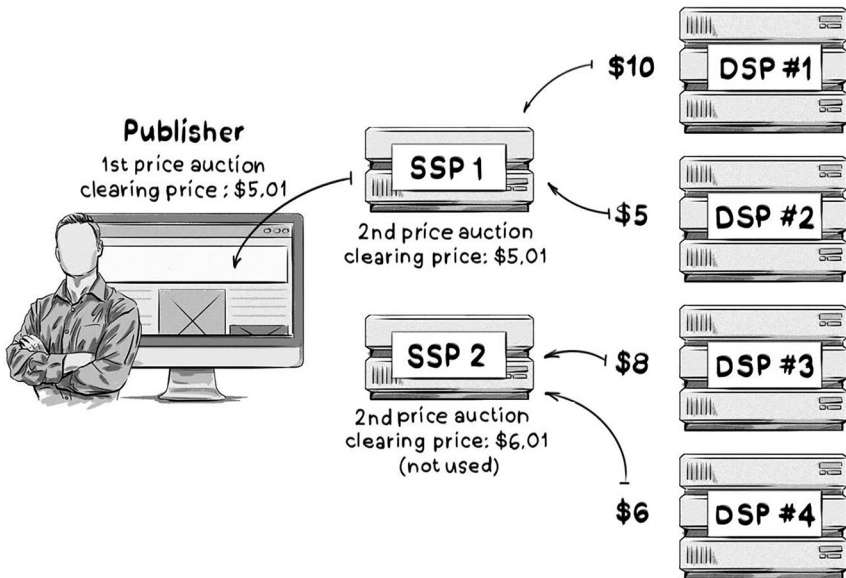 Publisher
1st price auction
clearing price ; $5,01
SSP 1
2nd price auction
clearing price: $5,01
SSP 2
2nd price auction
clearing price: $6,01
(not used)
$10
DSP #1
$5
DSP #2
$8
DSP #3
$6
DSP #4